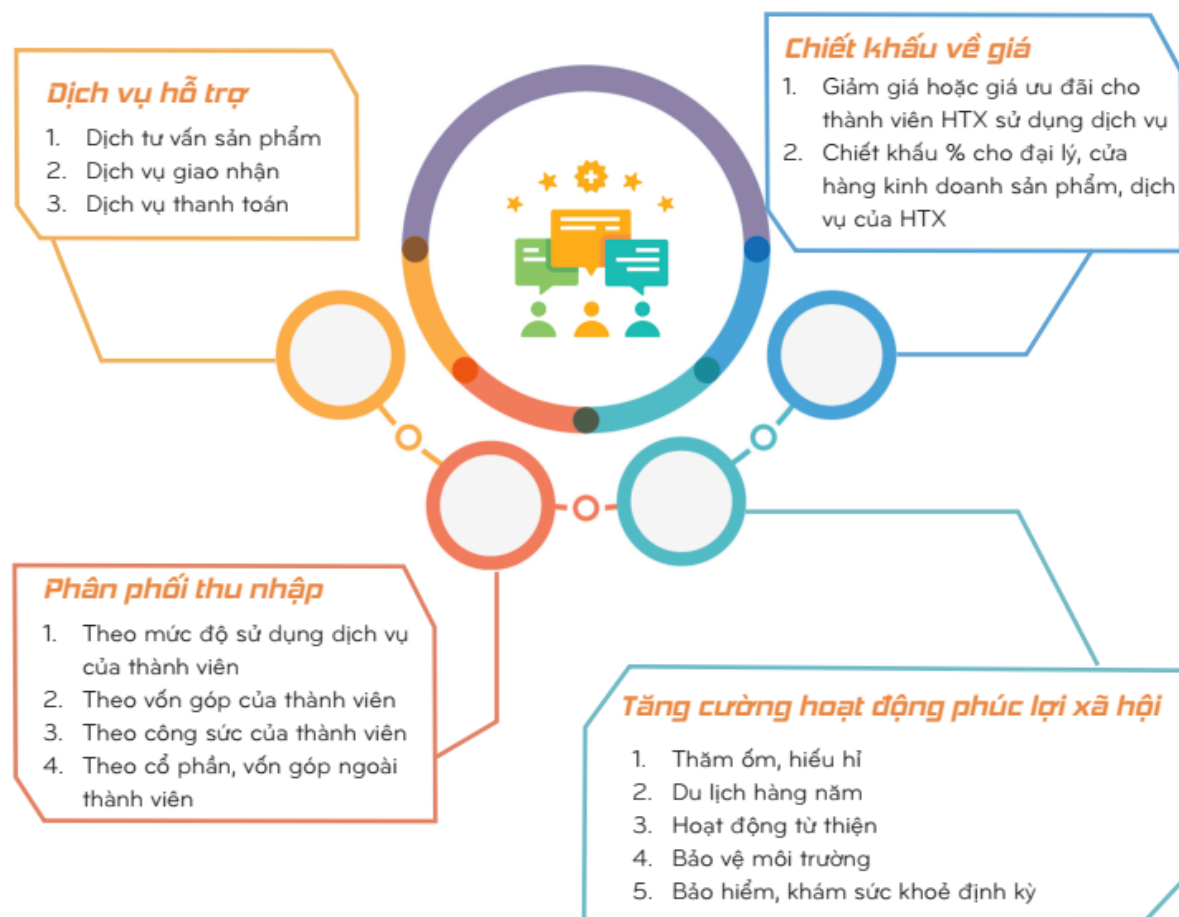 Dịch vụ hỗ trợ
1. Dịch tư vấn sản phẩm
2. Dịch vụ giao nhận
3. Dịch vụ thanh toán
Chiết khấu về giá
1. Giảm giá hoặc giá ưu đãi cho
thành viên HTX sử dụng dịch vụ
2. Chiết khấu % cho đại lý, cửa
hàng kinh doanh sản phẩm, dịch
vụ của HTX
Phân phối thu nhập
1. Theo mức độ sử dụng dịch vụ
của thành viên
2. Theo vốn góp của thành viên
3. Theo công sức của thành viên
4. Theo cổ phần, vốn góp ngoài
thành viên
Tăng cường hoạt động phúc lợi xã hội
1. Thăm ốm, hiếu hỉ
2. Du lịch hàng năm
3. Hoạt động từ thiện
4. Bảo vệ môi trường
5. Bảo hiểm, khám sức khoẻ định kỳ